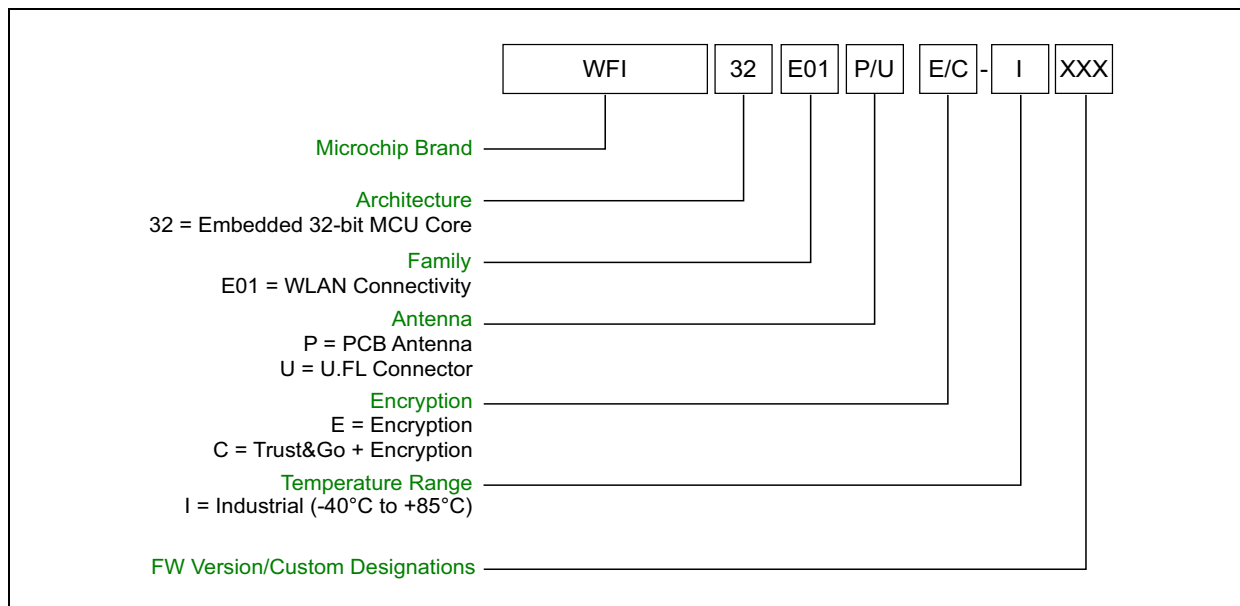 WFI 32 E01 P/U E/C - I XXX
Microchip Brand
Architecture
32 = Embedded 32-bit MCU Core
Family
E01 = WLAN Connectivity
Antenna
P = PCB Antenna
U = U.FL Connector
Encryption
E = Encryption
C = Trust&Go + Encryption
Temperature Range
I = Industrial (-40°C to +85°C)
FW Version/Custom Designations